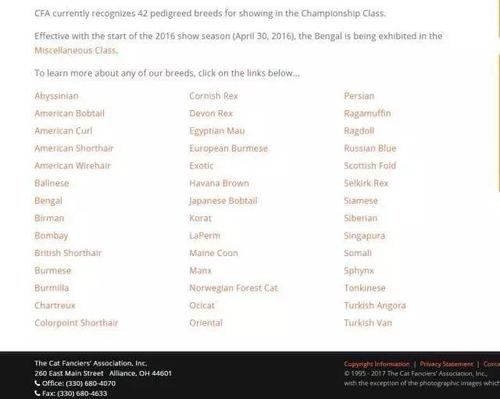 CFA currently recognizes 42 pedigreed breeds for showing in the Championship Class.
Effective with the start of the 2016 show season (April 30, 2016), the Bengal is being exhibited in the
Miscellaneous Class.
To learn more about any of our breeds, click on the links below...
Abyssinian
American Bobtail
American Curl
American Shorthair
American Wirehair
Balinese
Bengal
Birman
Bombay
British Shorthair
Burmese
Burmilla
Chartreux
Colorpoint Shorthair
Cornish Rex
Devon Rex
Egyptian Mau
European Burmese
Exotic
Havana Brown
Japanese Bobtail
Korat
LaPerm
Maine Coon
Manx
Norwegian Forest Cat
Ocicat
Oriental
Persian
Ragamuffin
Ragdoll
Russian Blue
Scottish Fold
Selkirk Rex
Siamese
Siberian
Singapura
Somali
Sphynx
Tonkinese
Turkish Angora
Turkish Van
The Cat Fanciers' Association, Inc.
260 East Main Street Alliance, OH 44601
Office: (330) 680-4070
Fax: (330) 680-4633
Copyright Information | Privacy Statement | Conta
© 1995 - 2017 The Cat Fanciers' Association, Inc.,
with the exception of the photographic images which